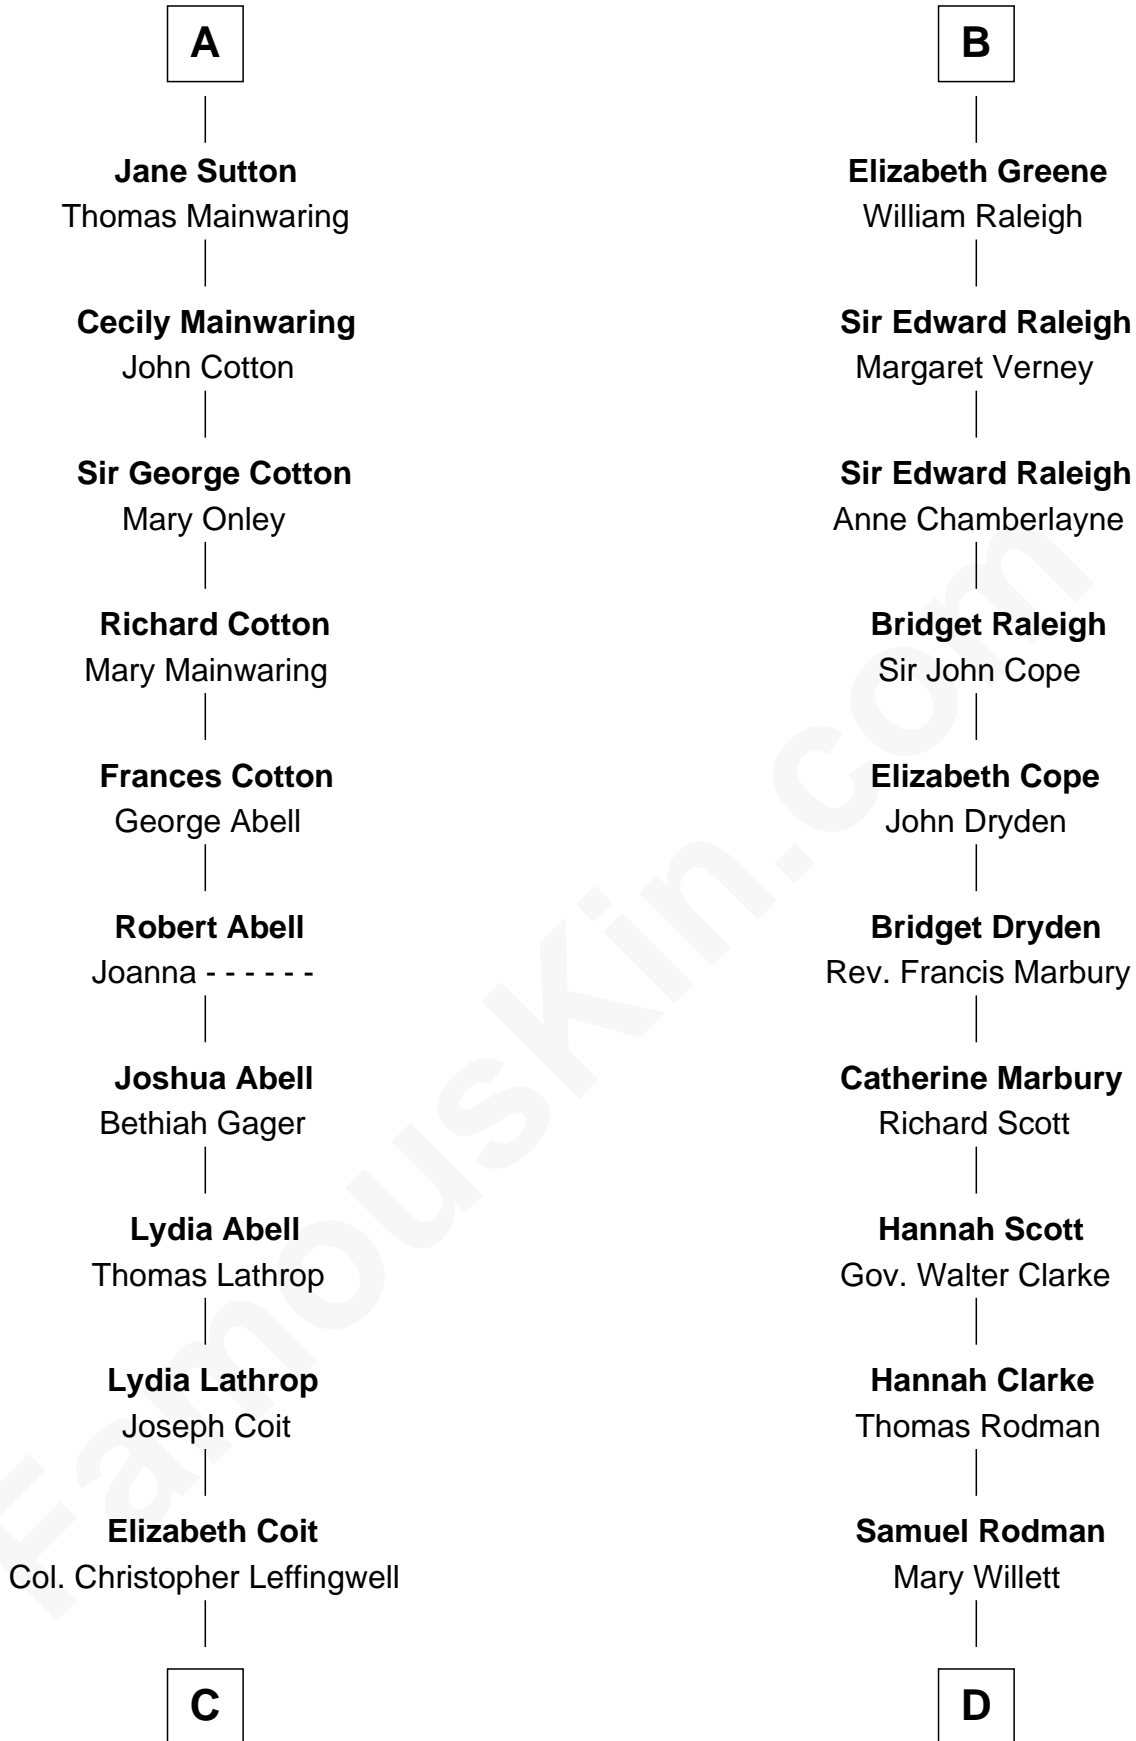 A
Jane Sutton
Thomas Mainwaring
Cecily Mainwaring
John Cotton
Sir George Cotton
Mary Onley
Richard Cotton
Mary Mainwaring
Frances Cotton
George Abell
Robert Abell
Joanna - - - - - -
Joshua Abell
Bethiah Gager
Lydia Abell
Thomas Lathrop
Lydia Lathrop
Joseph Coit
Elizabeth Coit
Col. Christopher Leffingwell
C
B
Elizabeth Greene
William Raleigh
Sir Edward Raleigh
Margaret Verney
Sir Edward Raleigh
Anne Chamberlayne
Bridget Raleigh
Sir John Cope
Elizabeth Cope
John Dryden
Bridget Dryden
Rev. Francis Marbury
Catherine Marbury
Richard Scott
Hannah Scott
Gov. Walter Clarke
Hannah Clarke
Thomas Rodman
Samuel Rodman
Mary Willett
D
FamousKin.com